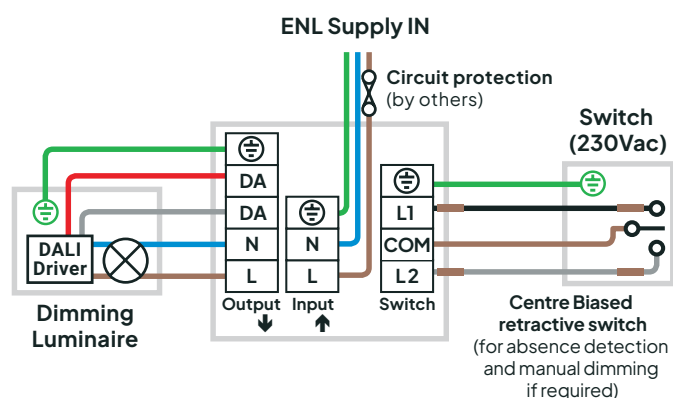 ENL Supply IN
Circuit protection
(by others)
Switch
(230Vac)
DA
DA
N
L
Output
N
L
Input
L1
COM
L2
Switch
DALI
Driver
Dimming
Luminaire
Centre Biased
retractive switch
(for absence detection
and manual dimming
if required)